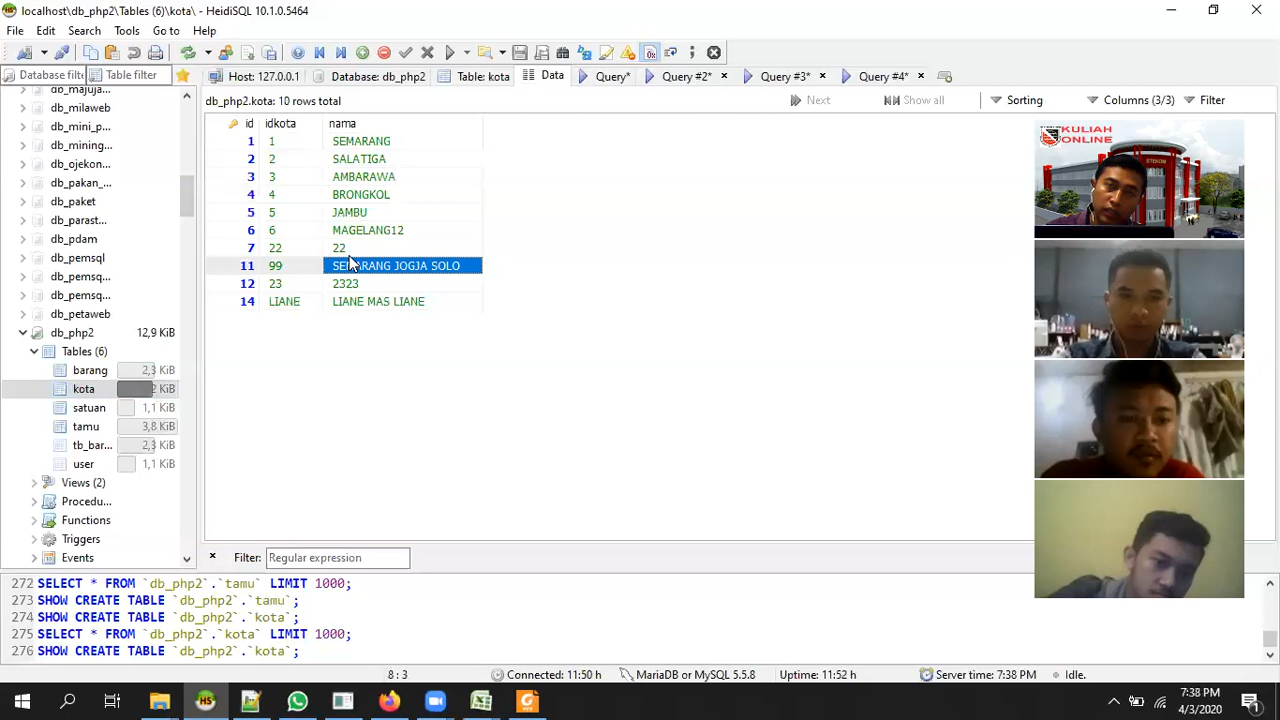 localhost\db_php2\Tables (6)\kota\ - HeidiSQL 10.1.0.5464
File Edit Search Tools Go to Help
Database filte Table filter Host: 127.0.0.1 Database: db_php2 Table: kota Data Query* Query #2* Query #3* Query #4*
db_php2.kota: 10 rows total Next Show all Sorting Columns (3/3) Filter
id idkota nama
1 1 SEMARANG
2 2 SALATIGA
3 3 AMBARAWA
4 4 BRONGKOL
5 5 JAMBU
6 6 MAGELANG12
7 22 22
11 99 SEMARANG JOGJA SOLO
12 23 2323
14 LIANE LIANE MAS LIANE
db_majuja...
db_milaweb
db_mini_p...
db_mining...
db_ojekon...
db_pakan_...
db_paket
db_parast...
db_pdam
db_pemsql
db_pemsq...
db_pemsq...
db_petaweb
db_php2 12,9 KiB
Tables (6)
barang 2,3 KiB
kota 2 KiB
satuan 1,1 KiB
tamu 3,8 KiB
tb_bar... 2,3 KiB
user 1,1 KiB
Views (2)
Procedu...
Functions
Triggers
Events
KULIAH
ONLINE
STEKOM
Filter: Regular expression
272 SELECT * FROM `db_php2`.`tamu` LIMIT 1000;
273 SHOW CREATE TABLE `db_php2`.`tamu`;
274 SHOW CREATE TABLE `db_php2`.`kota`;
275 SELECT * FROM `db_php2`.`kota` LIMIT 1000;
276 SHOW CREATE TABLE `db_php2`.`kota`;
8 : 3 Connected: 11:50 h MariaDB or MySQL 5.5.8 Uptime: 11:52 h Server time: 7:38 PM Idle.
7:38 PM
4/3/2020